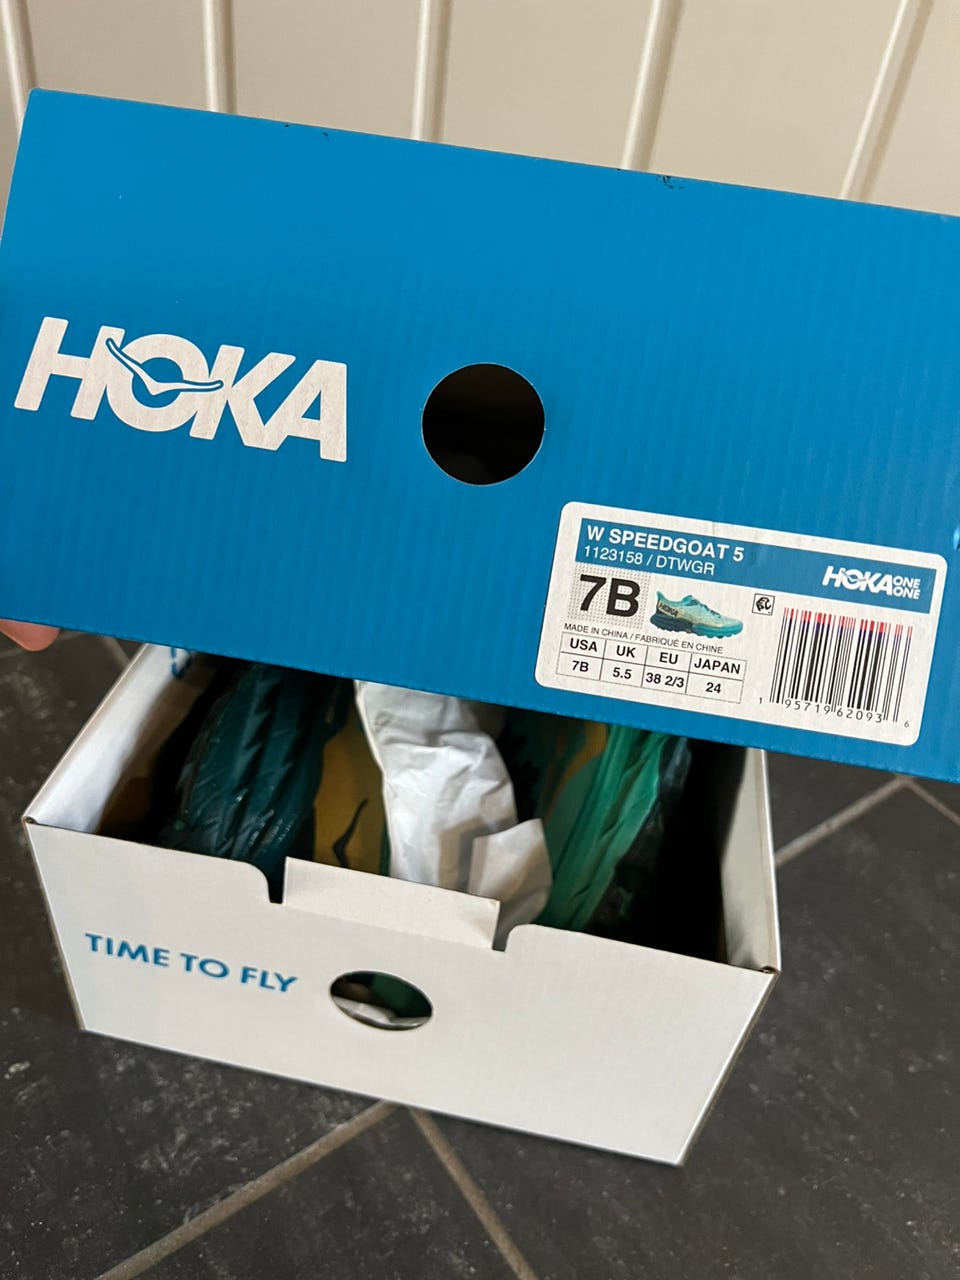 HOKA
W SPEEDGOAT 5
1123158 / DTWGR
HOKA ONE ONE
7B
MADE IN CHINA / FABRIQUÉ EN CHINE
USA UK EU JAPAN
7B 5.5 38 2/3 24
1 95719 62093 6
TIME TO FLY